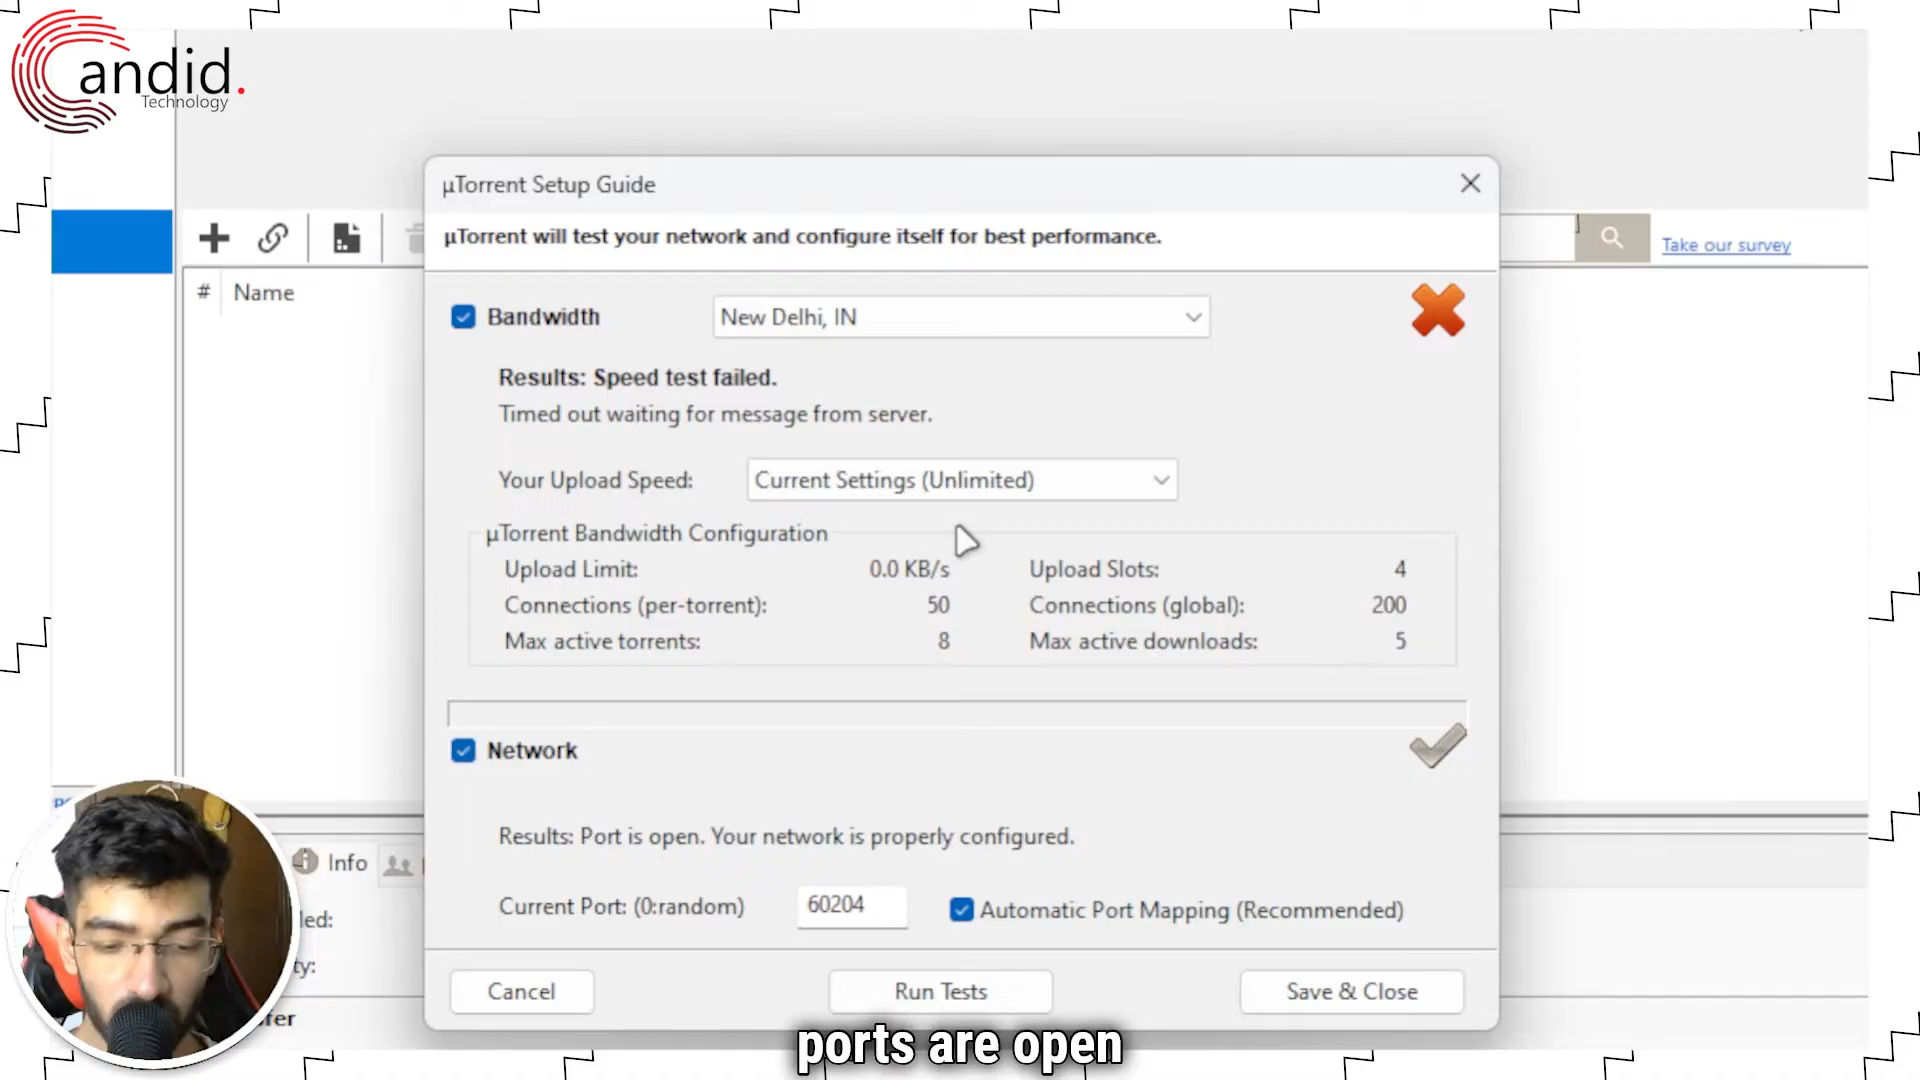 Candid.
Technology
µTorrent Setup Guide
µTorrent will test your network and configure itself for best performance.
Take our survey
# Name
Bandwidth
New Delhi, IN
Results: Speed test failed.
Timed out waiting for message from server.
Your Upload Speed:
Current Settings (Unlimited)
µTorrent Bandwidth Configuration
Upload Limit: 0.0 KB/s Upload Slots: 4
Connections (per-torrent): 50 Connections (global): 200
Max active torrents: 8 Max active downloads: 5
Network
Results: Port is open. Your network is properly configured.
Info
Current Port: (0:random) 60204 Automatic Port Mapping (Recommended)
Cancel
Run Tests
Save & Close
ports are open